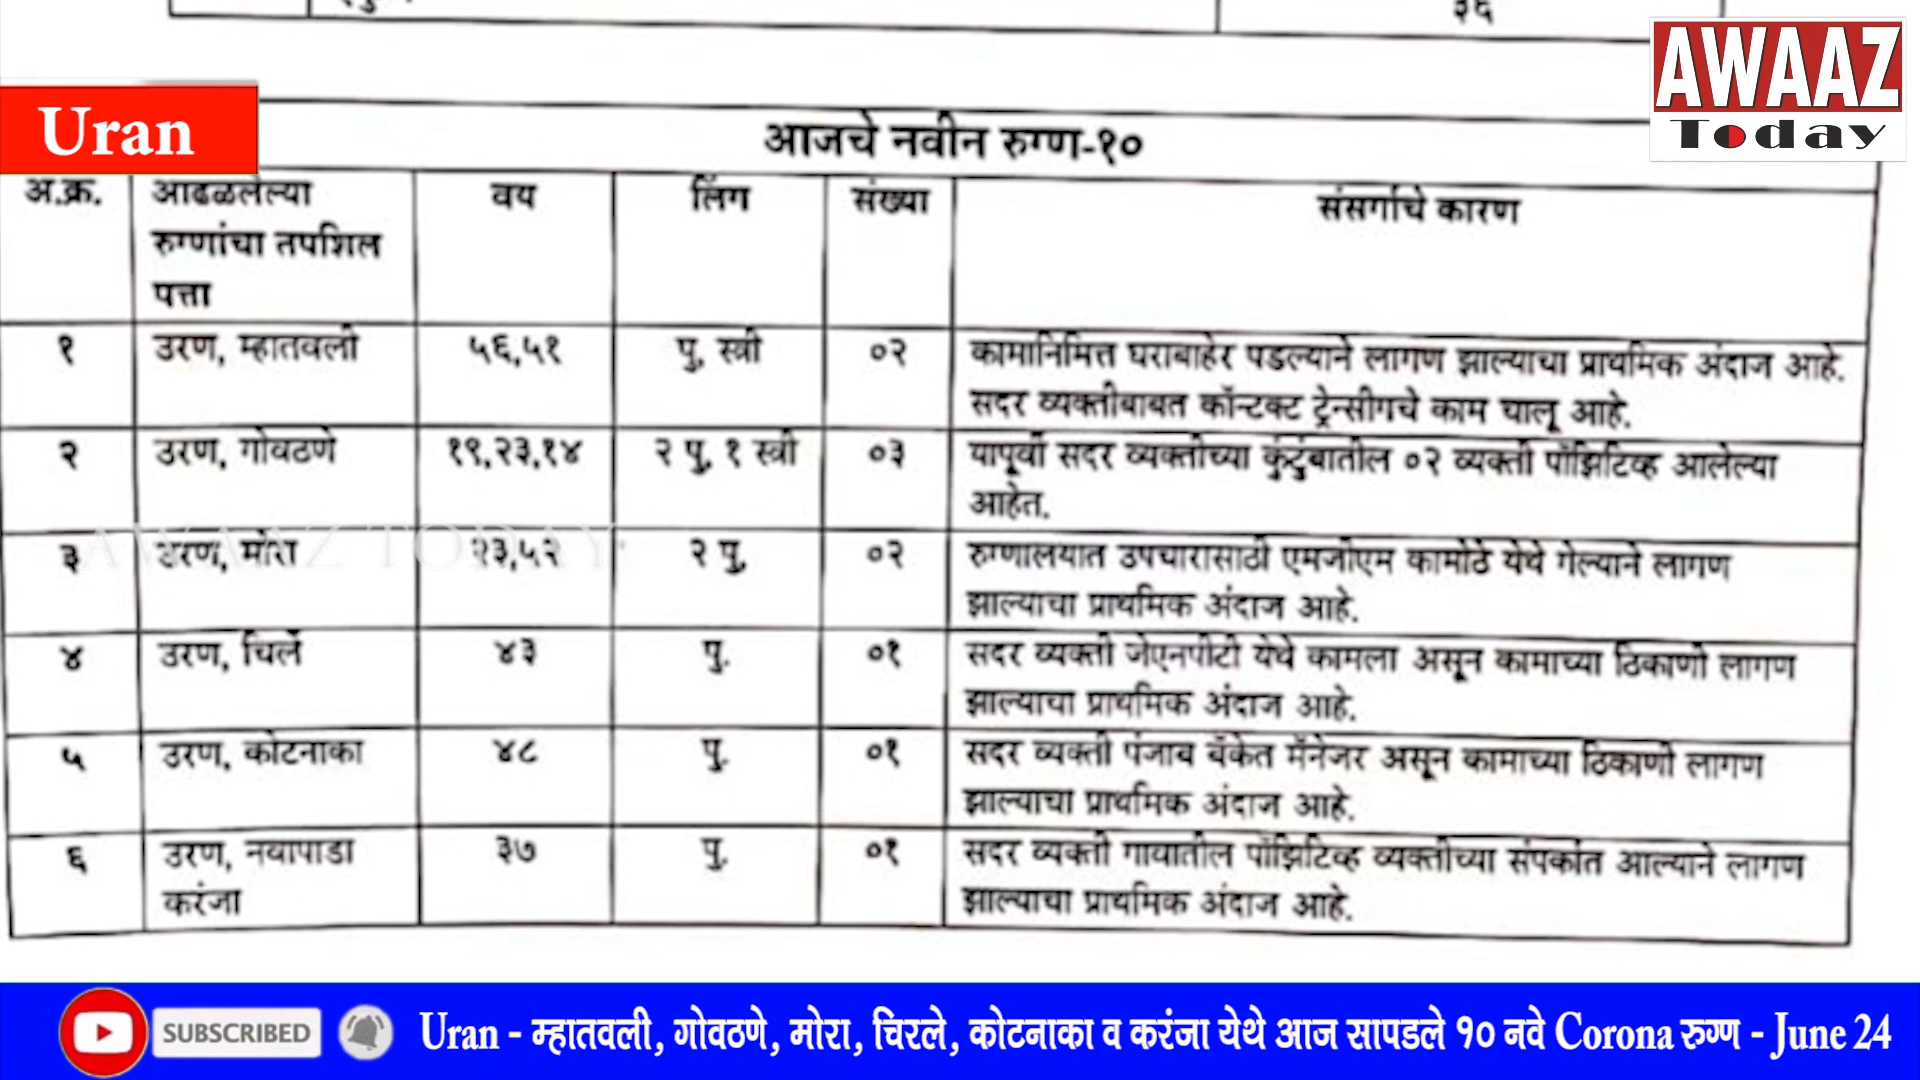 ३६
AWAAZ
Today
Uran
आजचे नवीन रुग्ण-१०
अ.क्र. आढळलेल्या रुग्णांचा तपशिल पत्ता वय लिंग संख्या संसर्गाचे कारण
१ उरण, म्हातवली ५६,५१ पु, स्त्री ०२ कामानिमित्त घराबाहेर पडल्याने लागण झाल्याचा प्राथमिक अंदाज आहे.
सदर व्यक्तीबाबत कॉन्टक्ट ट्रेन्सीगचे काम चालू आहे.
२ उरण, गोवठणे १९,२३,१४ २ पु, १ स्त्री ०३ यापूर्वी सदर व्यक्तीच्या कुंटुंबातील ०२ व्यक्ती पॉझिटिव्ह आलेल्या
आहेत.
AWAAZ TODAY
३ उरण, मोरा २३,५२ २ पु, ०२ रुग्णालयात उपचारासाठी एमजीएम कामोठे येथे गेल्याने लागण
झाल्याचा प्राथमिक अंदाज आहे.
४ उरण, चिर्ले ४३ पु. ०१ सदर व्यक्ती जेएनपीटी येथे कामला असून कामाच्या ठिकाणी लागण
झाल्याचा प्राथमिक अंदाज आहे.
५ उरण, कोटनाका ४८ पु. ०१ सदर व्यक्ती पंजाब बँकेत मॅनेजर असून कामाच्या ठिकाणी लागण
झाल्याचा प्राथमिक अंदाज आहे.
६ उरण, नवापाडा ३७ पु. ०१ सदर व्यक्ती गावातील पॉझिटिव्ह व्यक्तीच्या संपर्कात आल्याने लागण
करंजा झाल्याचा प्राथमिक अंदाज आहे.
SUBSCRIBED
Uran - म्हातवली, गोवठणे, मोरा, चिरले, कोटनाका व करंजा येथे आज सापडले १० नवे Corona रुग्ण - June 24